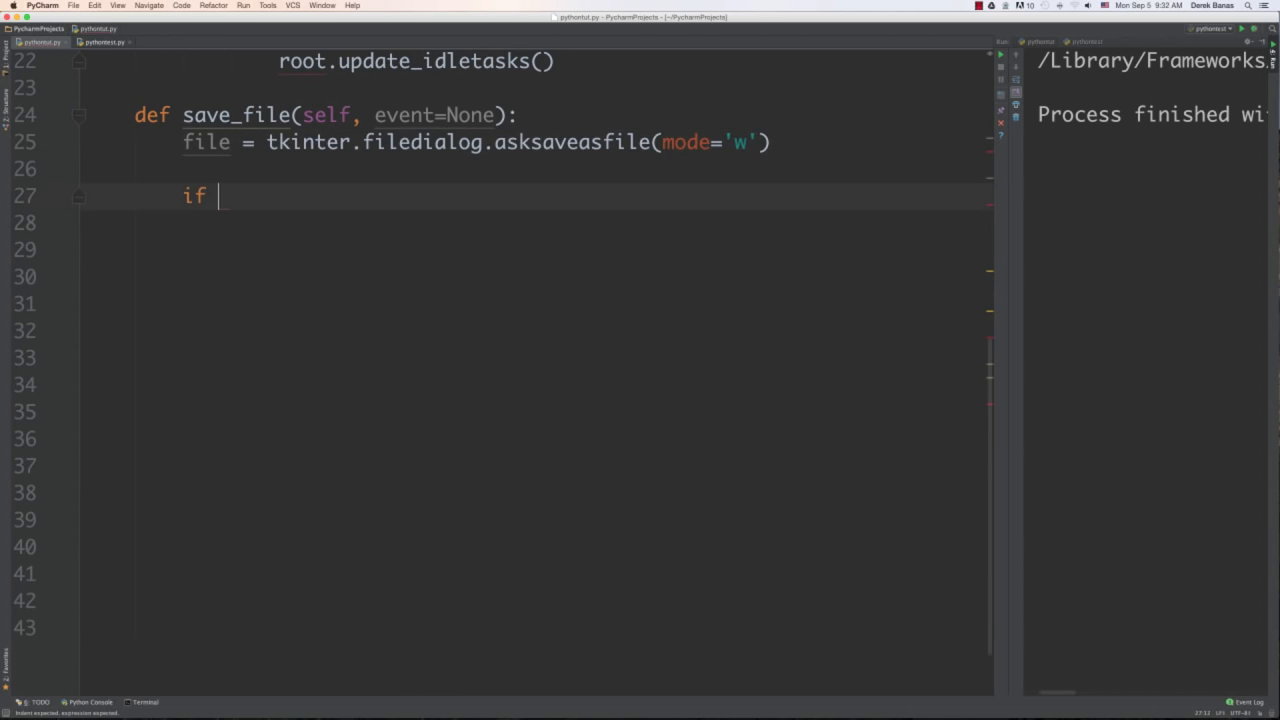 PyCharm File Edit View Navigate Code Refactor Run Tools VCS Window Help 10 Mon Sep 5 9:32 AM Derek Banas
pythontut.py - PycharmProjects - [~/PycharmProjects]
PycharmProjects pythontut.py pythontest
pythontut.py pythontest.py Run: pythontut pythontest
22 root.update_idletasks() /Library/Frameworks
23
24 def save_file(self, event=None): Process finished wi
25 file = tkinter.filedialog.asksaveasfile(mode='w')
26
27 if
28
29
30
31
32
33
34
35
36
37
38
39
40
41
42
43
1: Project
Z: Structure
2: Favorites
6: TODO Python Console Terminal Event Log
Indent expected, expression expected. 27:12 LF UTF-8